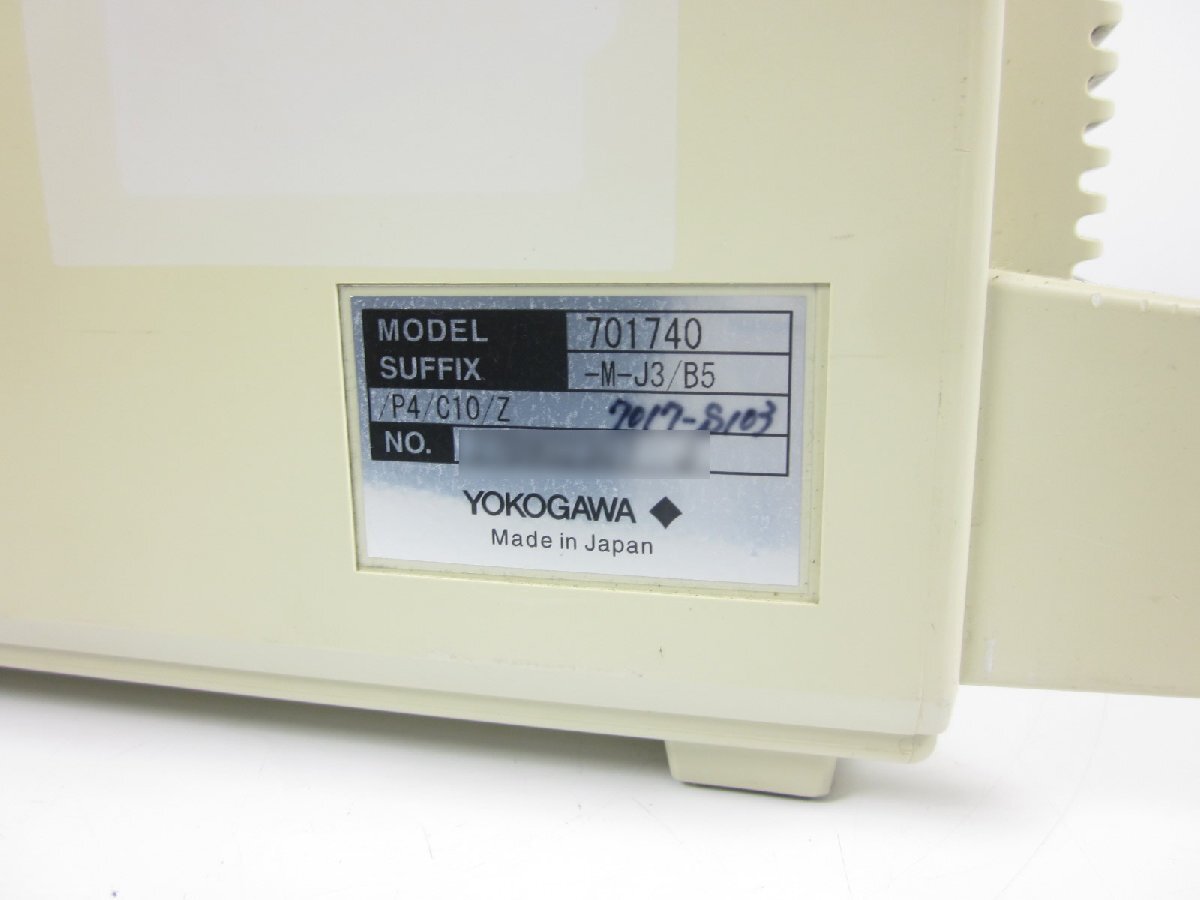 MODEL 701740
SUFFIX -M-J3/B5
/P4/C10/Z 7017-S103
NO.
YOKOGAWA
Made in Japan